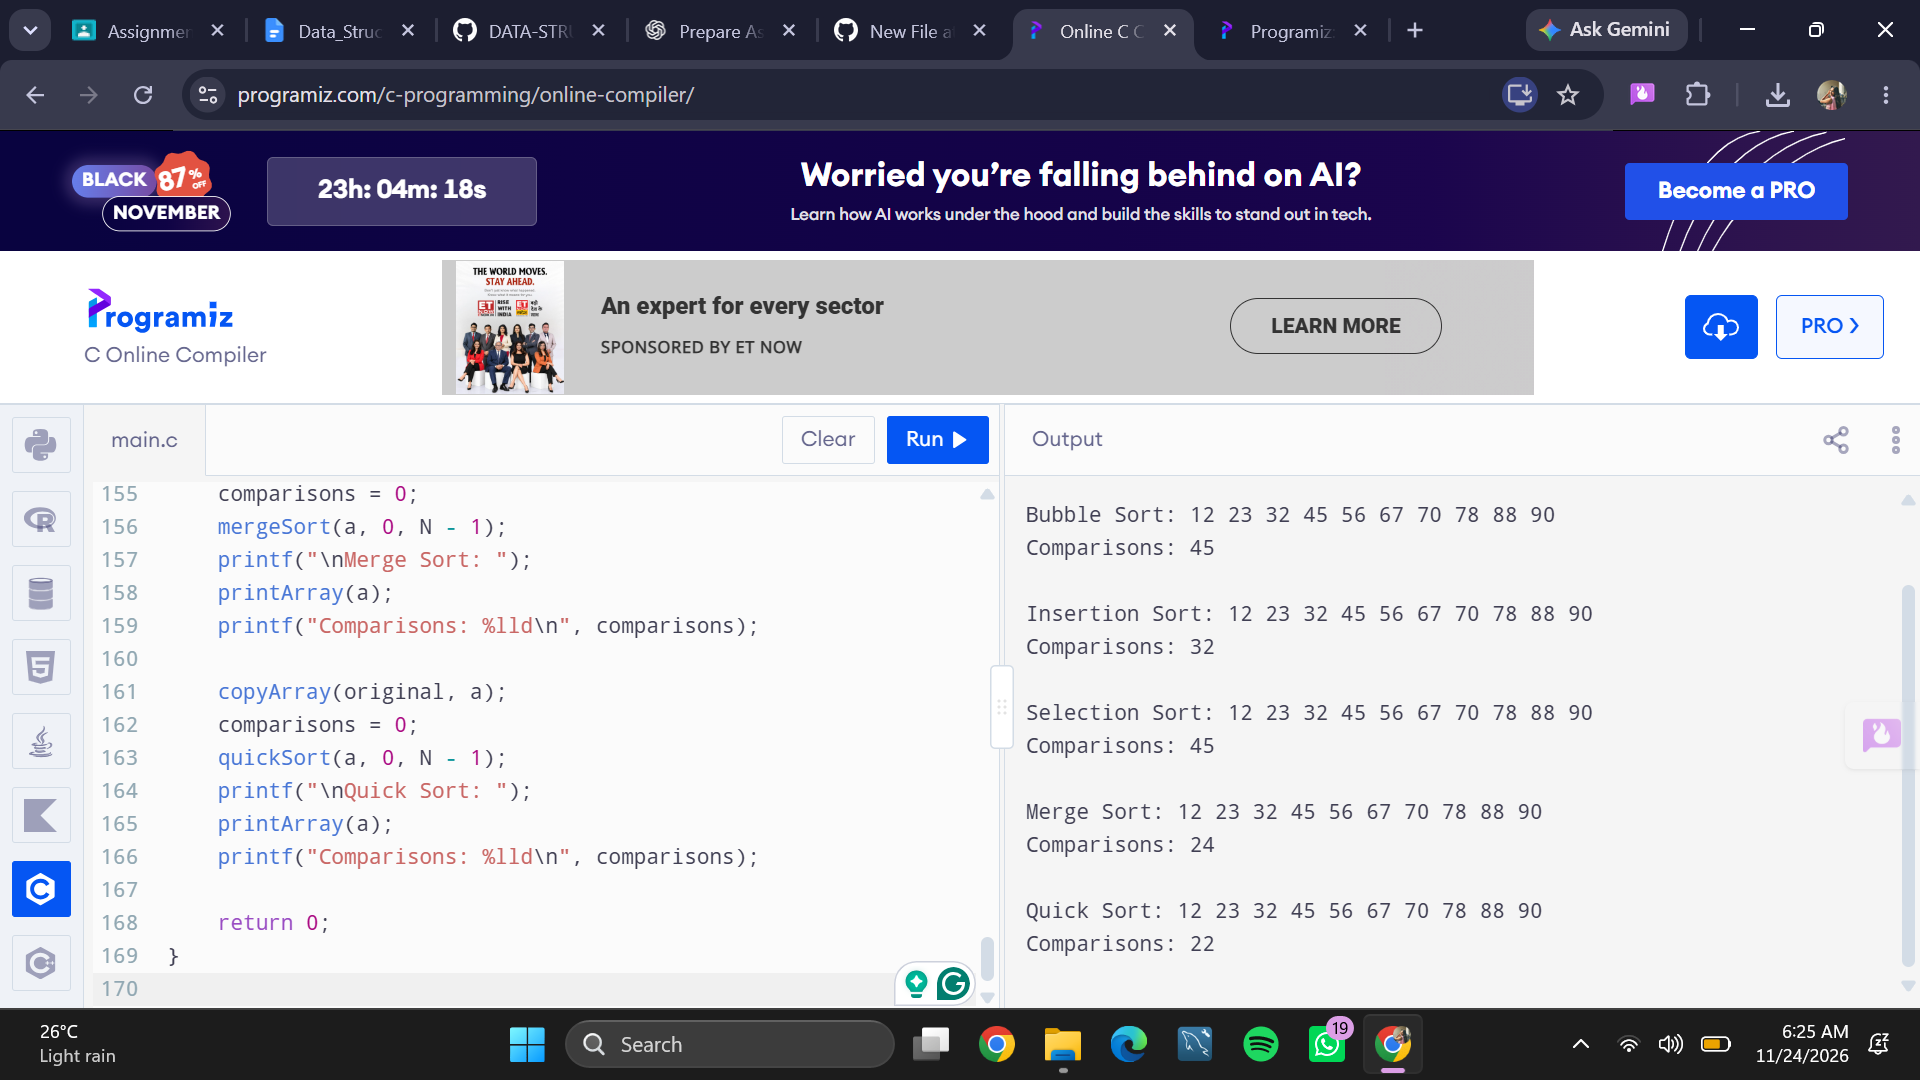 Assignmen
Data_Struc
DATA-STRU
Prepare As
New File a
Online C C
Programiz
Ask Gemini
programiz.com/c-programming/online-compiler/
BLACK
87% OFF
NOVEMBER
23h: 04m: 18s
Worried you’re falling behind on AI?
Learn how AI works under the hood and build the skills to stand out in tech.
Become a PRO
Programiz
C Online Compiler
THE WORLD MOVES.
STAY AHEAD.
An expert for every sector
SPONSORED BY ET NOW
LEARN MORE
PRO
main.c
Clear
Run
Output
155 comparisons = 0;
156 mergeSort(a, 0, N - 1);
157 printf("\nMerge Sort: ");
158 printArray(a);
159 printf("Comparisons: %lld\n", comparisons);
160
161 copyArray(original, a);
162 comparisons = 0;
163 quickSort(a, 0, N - 1);
164 printf("\nQuick Sort: ");
165 printArray(a);
166 printf("Comparisons: %lld\n", comparisons);
167
168 return 0;
169 }
170
Bubble Sort: 12 23 32 45 56 67 70 78 88 90
Comparisons: 45
Insertion Sort: 12 23 32 45 56 67 70 78 88 90
Comparisons: 32
Selection Sort: 12 23 32 45 56 67 70 78 88 90
Comparisons: 45
Merge Sort: 12 23 32 45 56 67 70 78 88 90
Comparisons: 24
Quick Sort: 12 23 32 45 56 67 70 78 88 90
Comparisons: 22
26°C
Light rain
Search
19
6:25 AM
11/24/2026